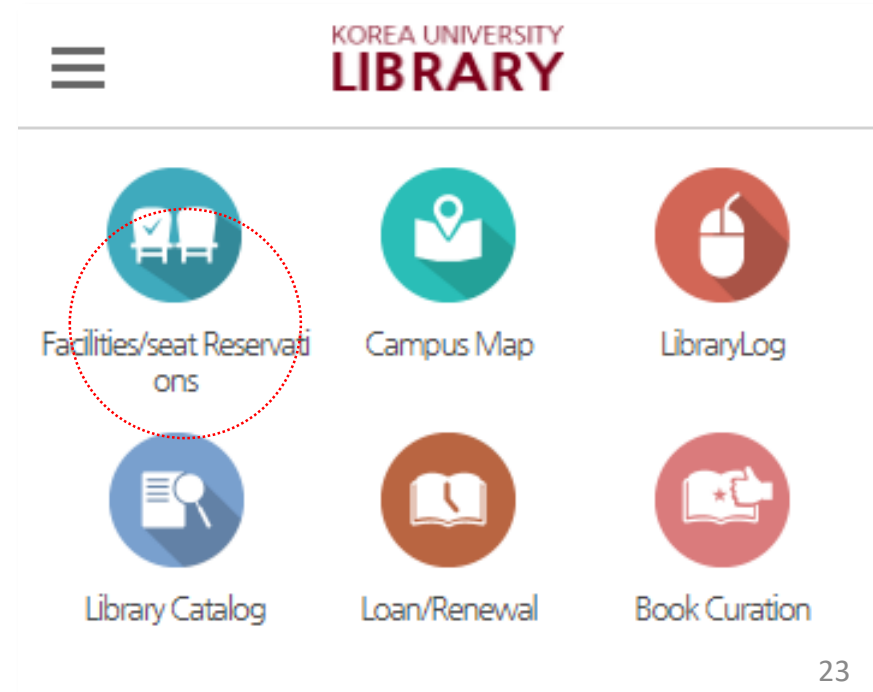 KOREA UNIVERSITY
LIBRARY
Facilities/seat Reservati
ons
Campus Map
LibraryLog
Library Catalog
Loan/Renewal
Book Curation
23